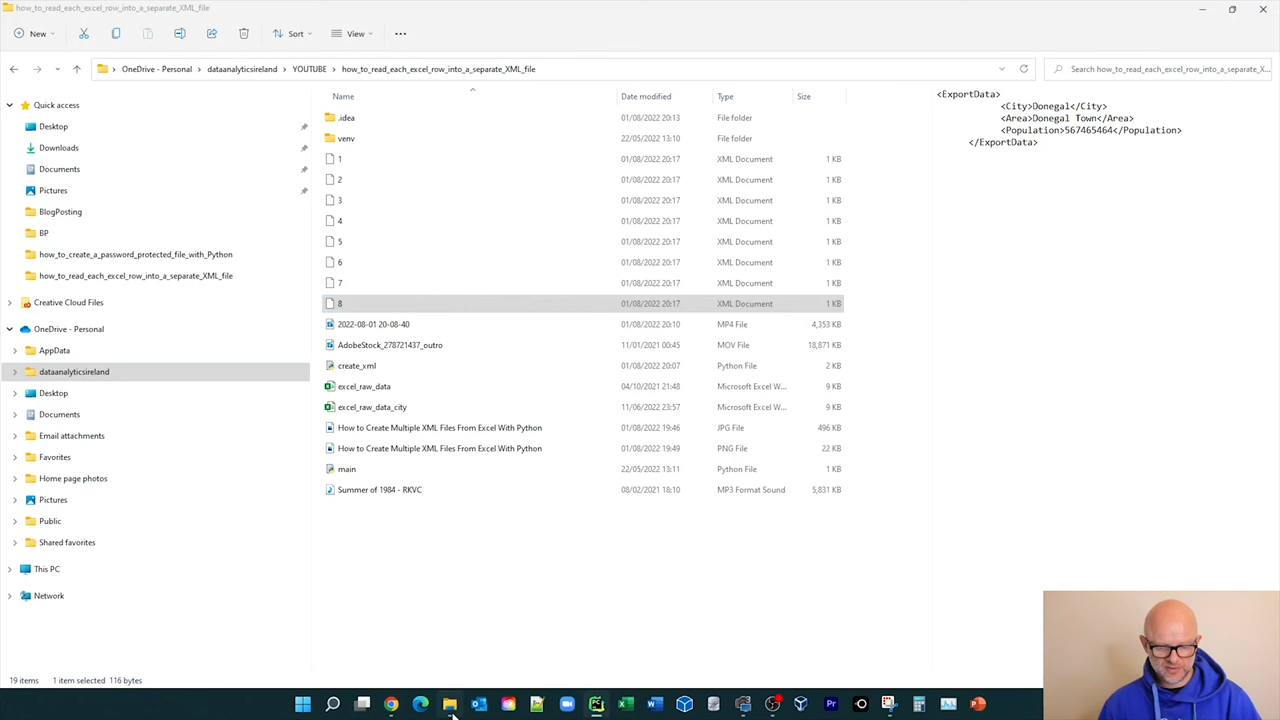 how_to_read_each_excel_row_into_a_separate_XML_file
New
Sort
View
OneDrive - Personal > dataanalyticsireland > YOUTUBE > how_to_read_each_excel_row_into_a_separate_XML_file
Search how_to_read_each_excel_row_into_a_separate_X...
Quick access
Desktop
Downloads
Documents
Pictures
BlogPosting
BP
how_to_create_a_password_protected_file_with_Python
how_to_read_each_excel_row_into_a_separate_XML_file
Creative Cloud Files
OneDrive - Personal
AppData
dataanalyticsireland
Desktop
Documents
Email attachments
Favorites
Home page photos
Pictures
Public
Shared favorites
This PC
Network
Name Date modified Type Size
.idea 01/08/2022 20:13 File folder
venv 22/05/2022 13:10 File folder
1 01/08/2022 20:17 XML Document 1 KB
2 01/08/2022 20:17 XML Document 1 KB
3 01/08/2022 20:17 XML Document 1 KB
4 01/08/2022 20:17 XML Document 1 KB
5 01/08/2022 20:17 XML Document 1 KB
6 01/08/2022 20:17 XML Document 1 KB
7 01/08/2022 20:17 XML Document 1 KB
8 01/08/2022 20:17 XML Document 1 KB
2022-08-01 20-08-40 01/08/2022 20:10 MP4 File 4,353 KB
AdobeStock_278721437_outro 11/01/2021 00:45 MOV File 18,871 KB
create_xml 01/08/2022 20:07 Python File 2 KB
excel_raw_data 04/10/2021 21:48 Microsoft Excel W... 9 KB
excel_raw_data_city 11/06/2022 23:57 Microsoft Excel W... 9 KB
How to Create Multiple XML Files From Excel With Python 01/08/2022 19:46 JPG File 496 KB
How to Create Multiple XML Files From Excel With Python 01/08/2022 19:49 PNG File 22 KB
main 22/05/2022 13:11 Python File 1 KB
Summer of 1984 - RKVC 08/02/2021 18:10 MP3 Format Sound 5,831 KB
<ExportData>
<City>Donegal</City>
<Area>Donegal Town</Area>
<Population>567465464</Population>
</ExportData>
19 items 1 item selected 116 bytes